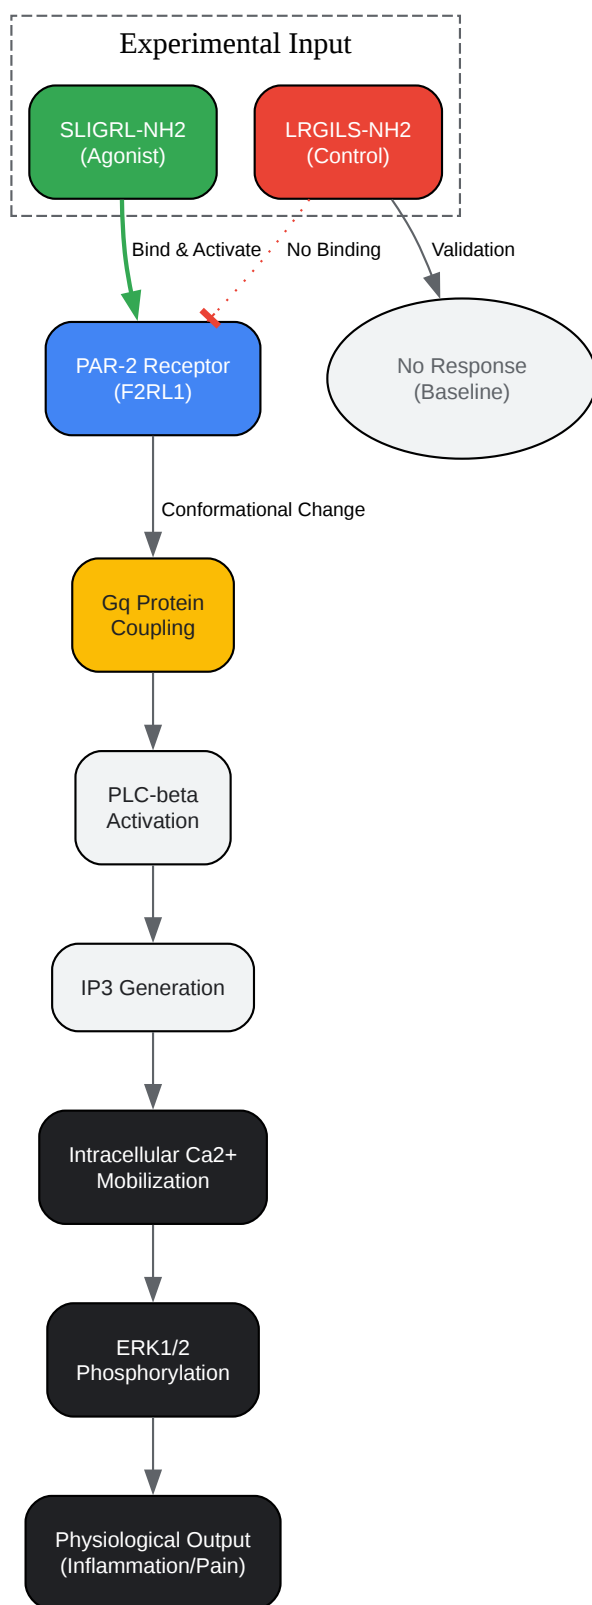 Experimental Input
SLIGRL-NH2
(Agonist)
LRGILS-NH2
(Control)
Bind & Activate
No Binding
Validation
PAR-2 Receptor
(F2RL1)
No Response
(Baseline)
Conformational Change
Gq Protein
Coupling
PLC-beta
Activation
IP3 Generation
Intracellular Ca2+
Mobilization
ERK1/2
Phosphorylation
Physiological Output
(Inflammation/Pain)